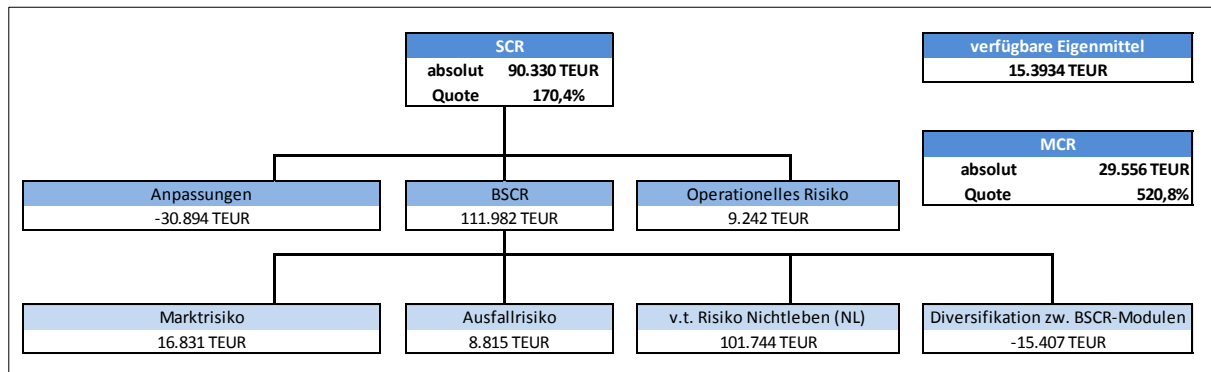 SCR
absolut 90.330 TEUR
Quote 170,4%
verfügbare Eigenmittel
15.3934 TEUR
MCR
absolut 29.556 TEUR
Quote 520,8%
Anpassungen
-30.894 TEUR
BSCR
111.982 TEUR
Operationelles Risiko
9.242 TEUR
Marktrisiko
16.831 TEUR
Ausfallrisiko
8.815 TEUR
v.t. Risiko Nichtleben (NL)
101.744 TEUR
Diversifikation zw. BSCR-Modulen
-15.407 TEUR